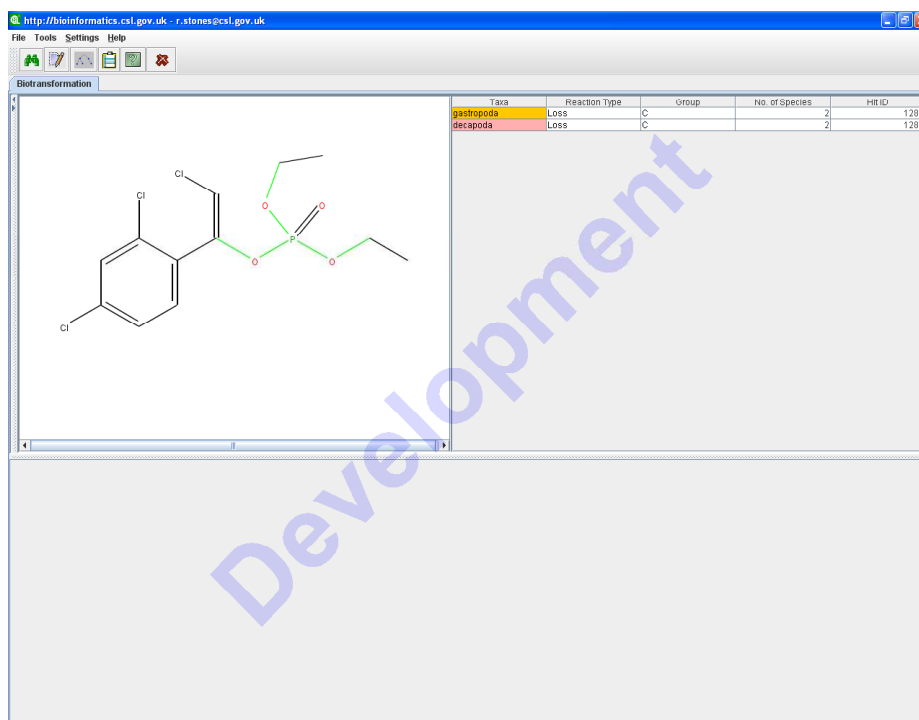 http://bioinformatics.csl.gov.uk - r.stones@csl.gov.uk
File Tools Settings Help
Biotransformation
Taxa Reaction Type Group No. of Species Hit ID
gastropoda Loss C 2 128
decapoda Loss C 2 128
Cl
Cl
O O
P
O O
Cl
Development